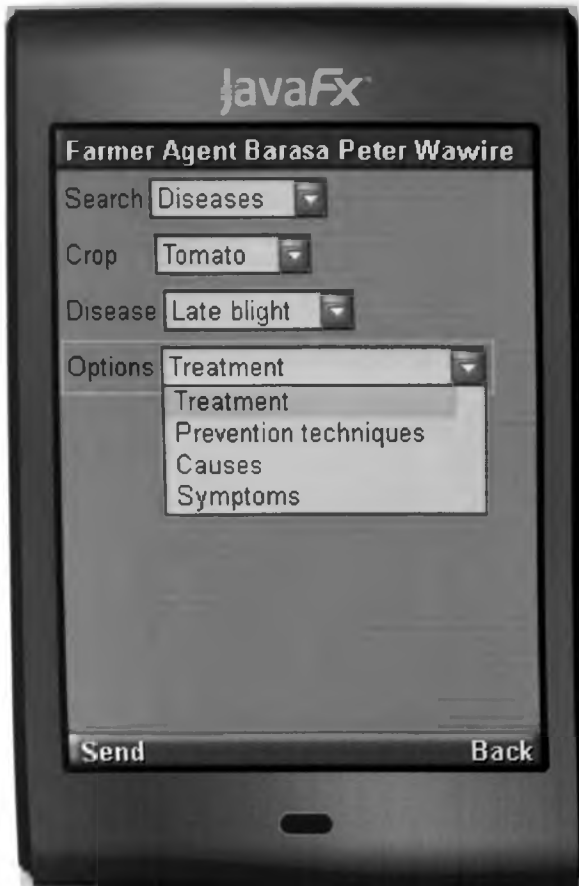 JavaFx
Farmer Agent Barasa Peter Wawire
Search Diseases
Crop Tomato
Disease Late blight
Options Treatment
Treatment
Prevention techniques
Causes
Symptoms
Send Back